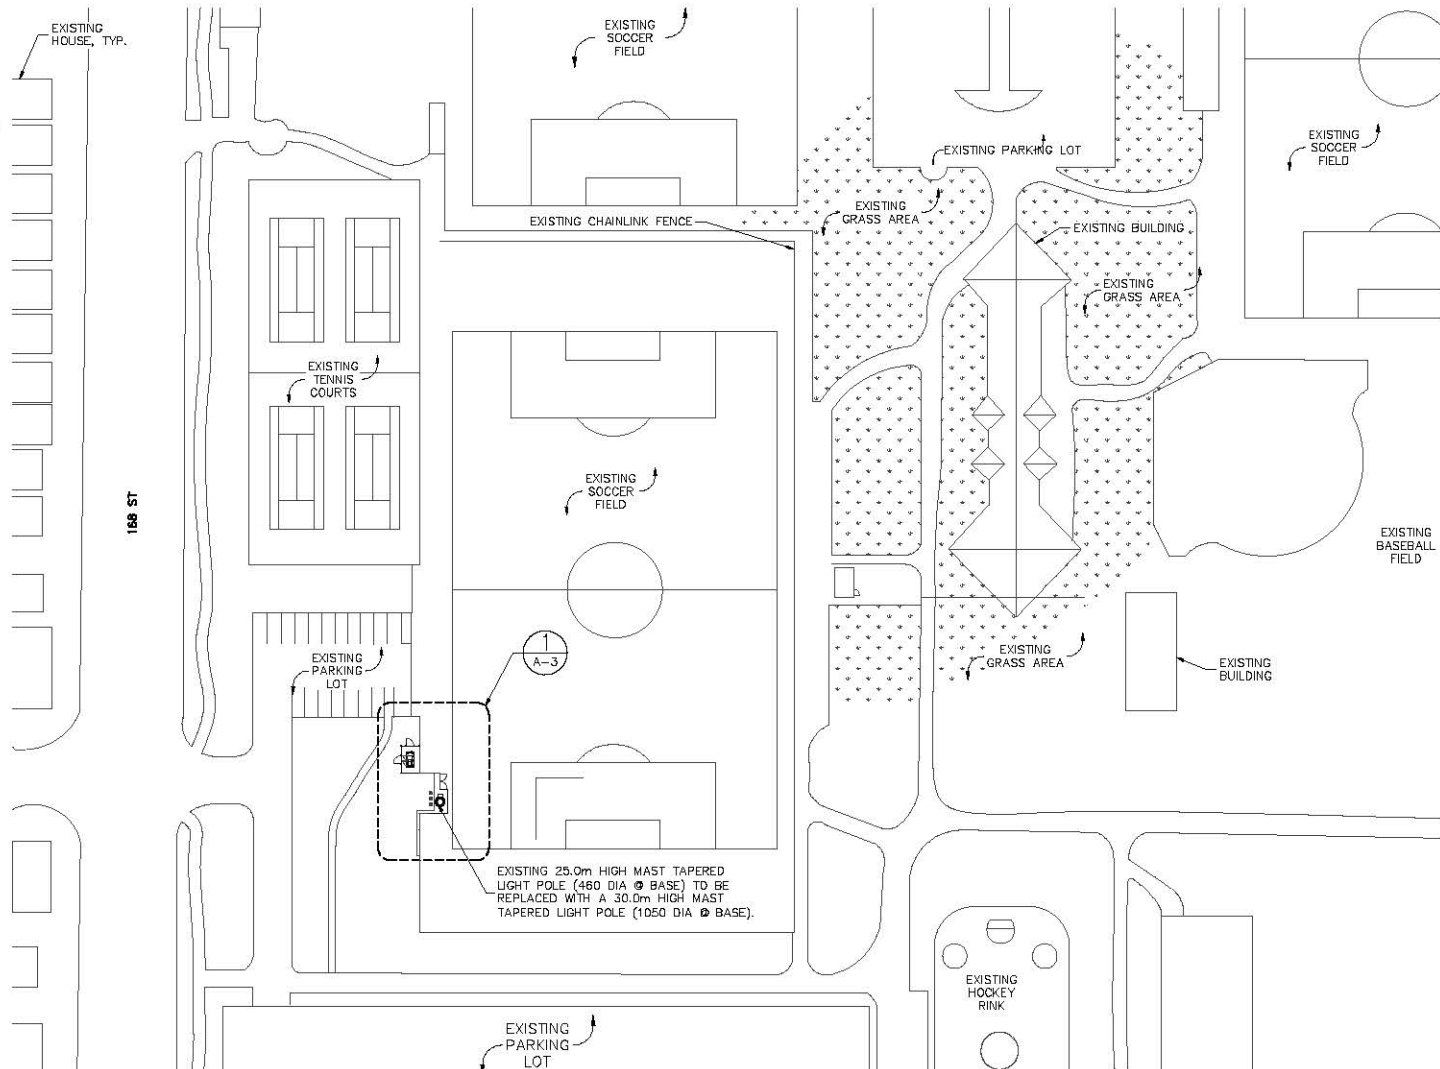 EXISTING
HOUSE, TYP.
EXISTING
SOCCER
FIELD
EXISTING PARKING LOT
EXISTING
SOCCER
FIELD
EXISTING CHAINLINK FENCE
EXISTING
GRASS AREA
EXISTING BUILDING
EXISTING
GRASS AREA
EXISTING
TENNIS
COURTS
EXISTING
SOCCER
FIELD
168 ST
EXISTING
BASEBALL
FIELD
1
A-3
EXISTING
PARKING
LOT
EXISTING
GRASS AREA
EXISTING
BUILDING
EXISTING 25.0m HIGH MAST TAPERED
LIGHT POLE (460 DIA @ BASE) TO BE
REPLACED WITH A 30.0m HIGH MAST
TAPERED LIGHT POLE (1050 DIA @ BASE).
EXISTING
HOCKEY
RINK
EXISTING
PARKING
LOT